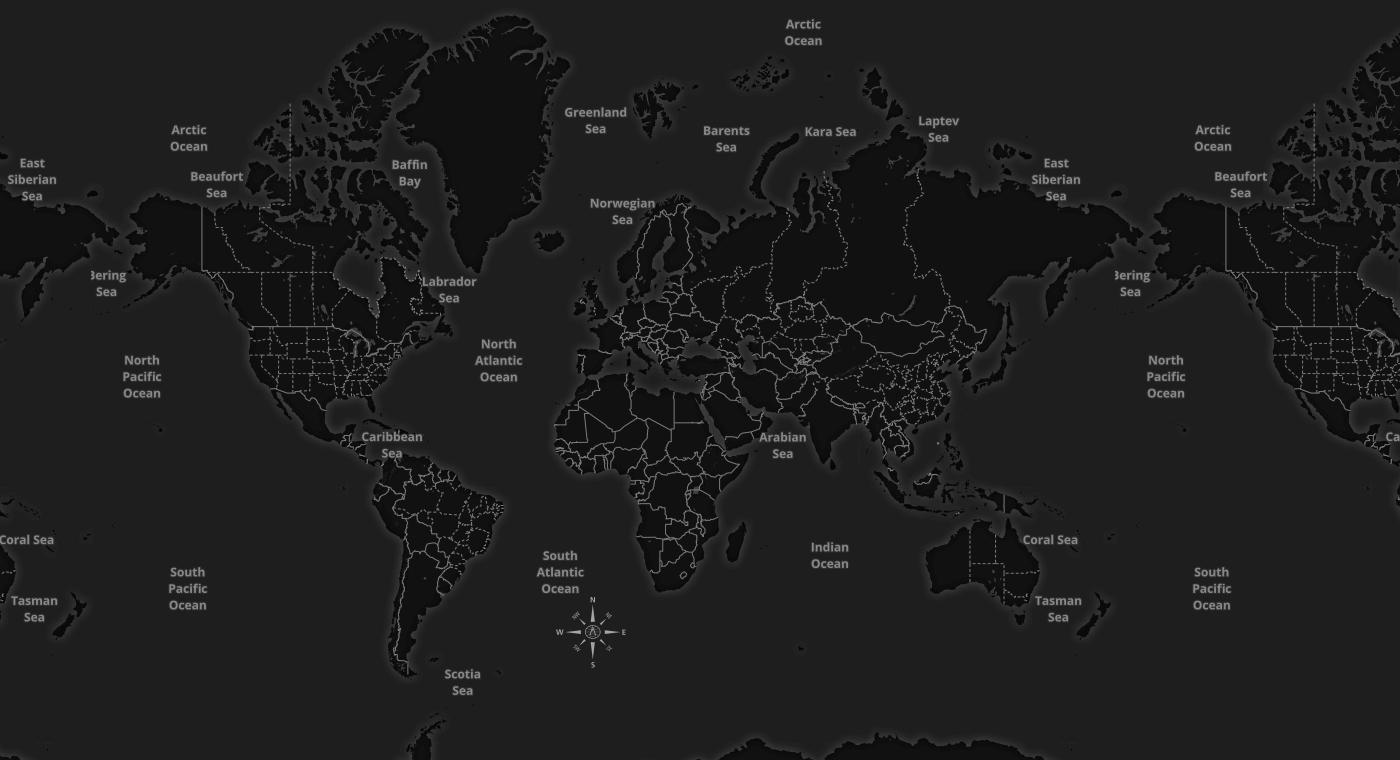 Arctic
Ocean
Greenland
Sea
Laptev
Sea
Arctic
Ocean
Barents
Sea
Kara Sea
Arctic
Ocean
East
Siberian
Sea
Baffin
Bay
East
Siberian
Sea
Beaufort
Sea
Beaufort
Sea
Norwegian
Sea
Bering
Sea
Labrador
Sea
Bering
Sea
North
Pacific
Ocean
North
Atlantic
Ocean
North
Pacific
Ocean
Caribbean
Sea
Arabian
Sea
Ca
Coral Sea
South
Atlantic
Ocean
Indian
Ocean
Coral Sea
South
Pacific
Ocean
South
Pacific
Ocean
Tasman
Sea
Tasman
Sea
N
W
E
S
Scotia
Sea